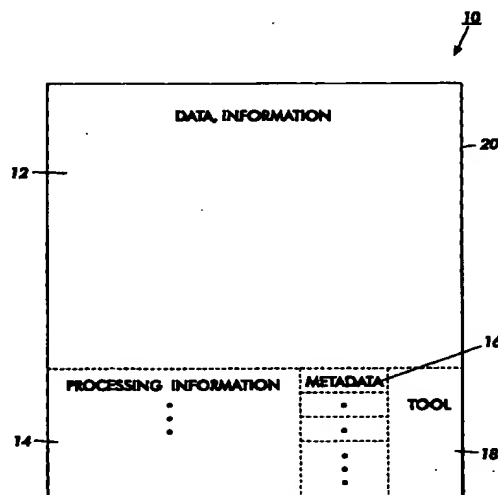 10
DATA, INFORMATION
20
12
16
PROCESSING INFORMATION
METADATA
TOOL
14
18